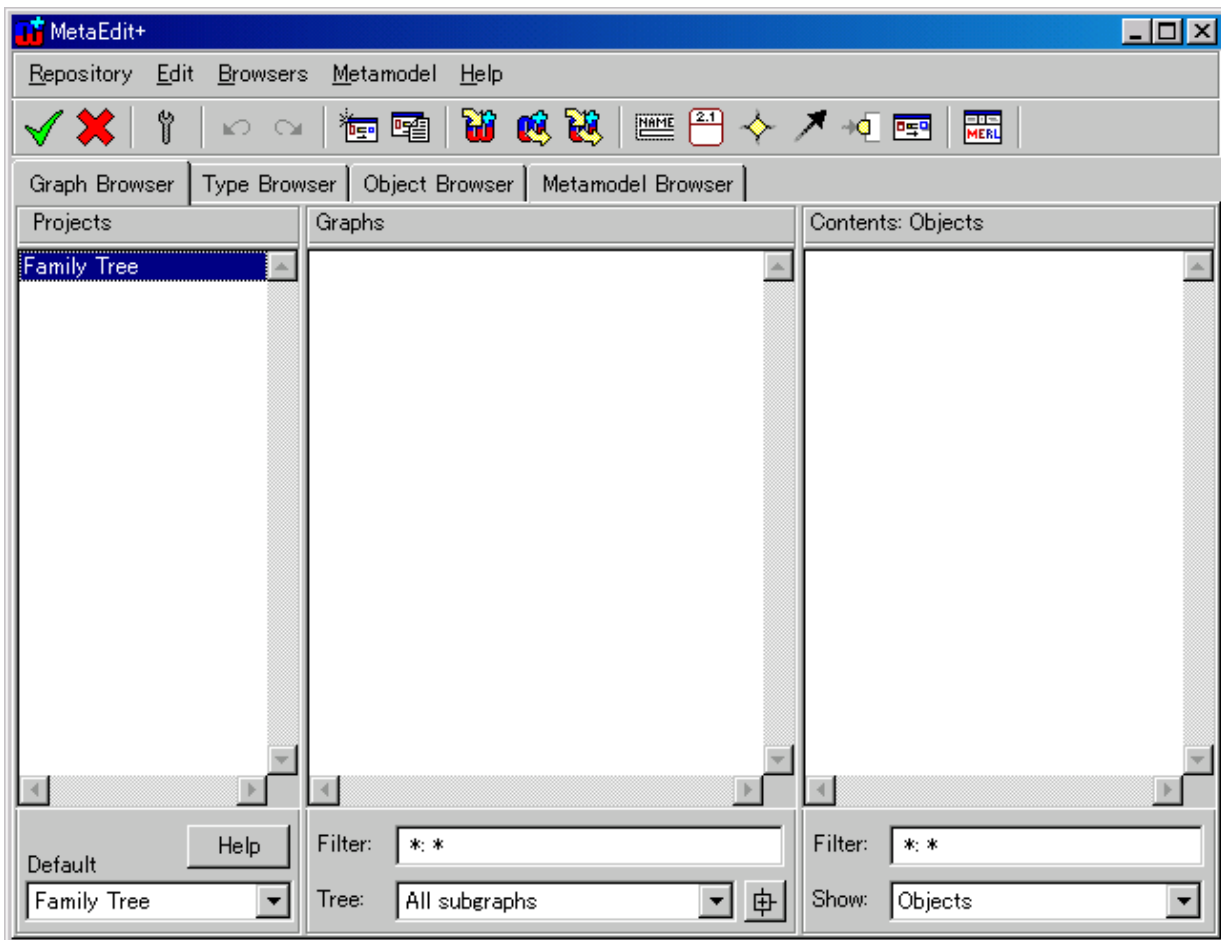 MetaEdit+
Repository Edit Browsers Metamodel Help
NAME 2.1 MERL
Graph Browser Type Browser Object Browser Metamodel Browser
Projects Graphs Contents: Objects
Family Tree
Help Filter: *: * Filter: *: *
Default
Family Tree Tree: All subgraphs Show: Objects